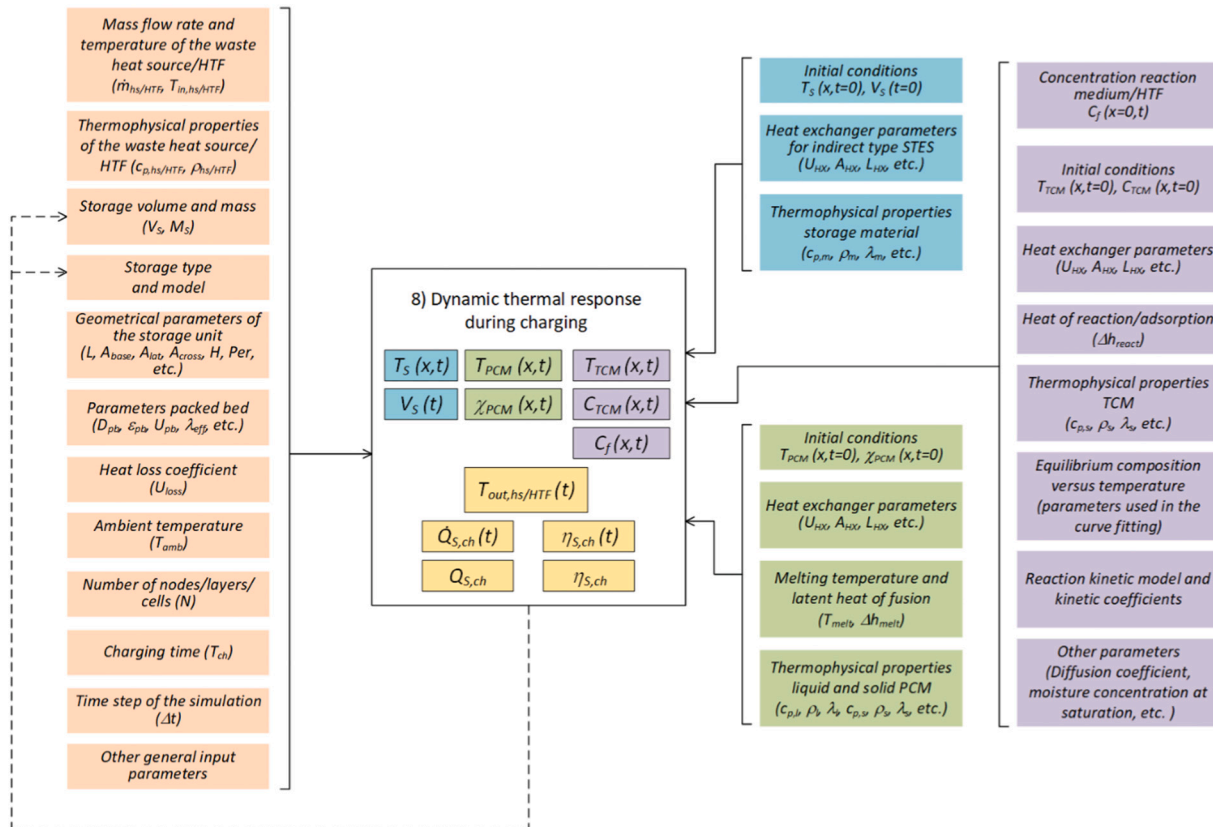 Mass flow rate and
temperature of the waste
heat source/HTF
(ṁhs/HTF, Tin,hs/HTF)
Thermophysical properties
of the waste heat source/
HTF (cp,hs/HTF, ρhs/HTF)
Storage volume and mass
(VS, MS)
Storage type
and model
Geometrical parameters of
the storage unit
(L, Abase, Alat, Across, H, Per,
etc.)
Parameters packed bed
(Dpb, εpb, Upb, λeff, etc.)
Heat loss coefficient
(Uloss)
Ambient temperature
(Tamb)
Number of nodes/layers/
cells (N)
Charging time (Tch)
Time step of the simulation
(Δt)
Other general input
parameters
8) Dynamic thermal response
during charging
TS (x,t)
TPCM (x,t)
TTCM (x,t)
VS (t)
χPCM (x,t)
CTCM (x,t)
Cf (x,t)
Tout,hs/HTF (t)
Q̇S,ch (t)
ηS,ch (t)
QS,ch
ηS,ch
Initial conditions
TS (x,t=0), VS (t=0)
Heat exchanger parameters
for indirect type STES
(UHX, AHX, LHX, etc.)
Thermophysical properties
storage material
(cp,m, ρm, λm, etc.)
Initial conditions
TPCM (x,t=0), χPCM (x,t=0)
Heat exchanger parameters
(UHX, AHX, LHX, etc.)
Melting temperature and
latent heat of fusion
(Tmelt, Δhmelt)
Thermophysical properties
liquid and solid PCM
(cp,l, ρl, λl, cp,s, ρs, λs, etc.)
Concentration reaction
medium/HTF
Cf (x=0,t)
Initial conditions
TTCM (x,t=0), CTCM (x,t=0)
Heat exchanger parameters
(UHX, AHX, LHX, etc.)
Heat of reaction/adsorption
(Δhreact)
Thermophysical properties
TCM
(cp,s, ρs, λs, etc.)
Equilibrium composition
versus temperature
(parameters used in the
curve fitting)
Reaction kinetic model and
kinetic coefficients
Other parameters
(Diffusion coefficient,
moisture concentration at
saturation, etc. )